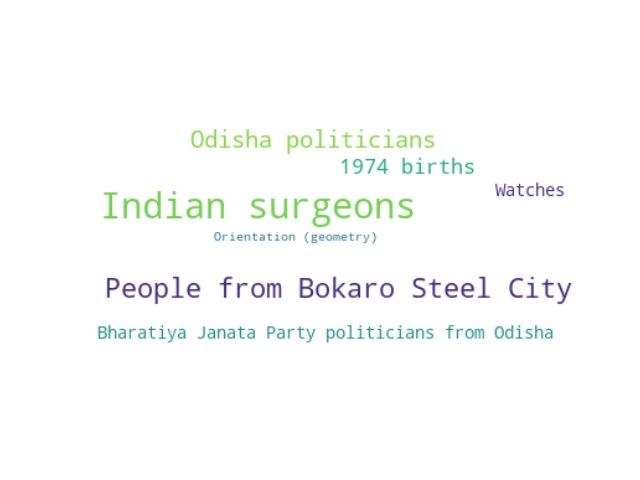 Odisha politicians
1974 births
Watches
Indian surgeons
Orientation (geometry)
People from Bokaro Steel City
Bharatiya Janata Party politicians from Odisha